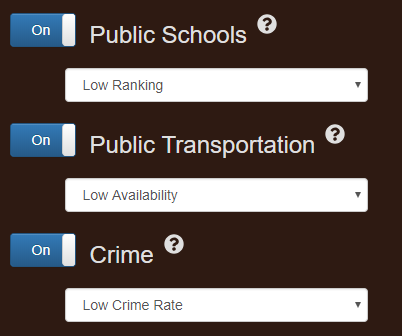 On Public Schools ?
Low Ranking
On Public Transportation ?
Low Availability
On Crime ?
Low Crime Rate